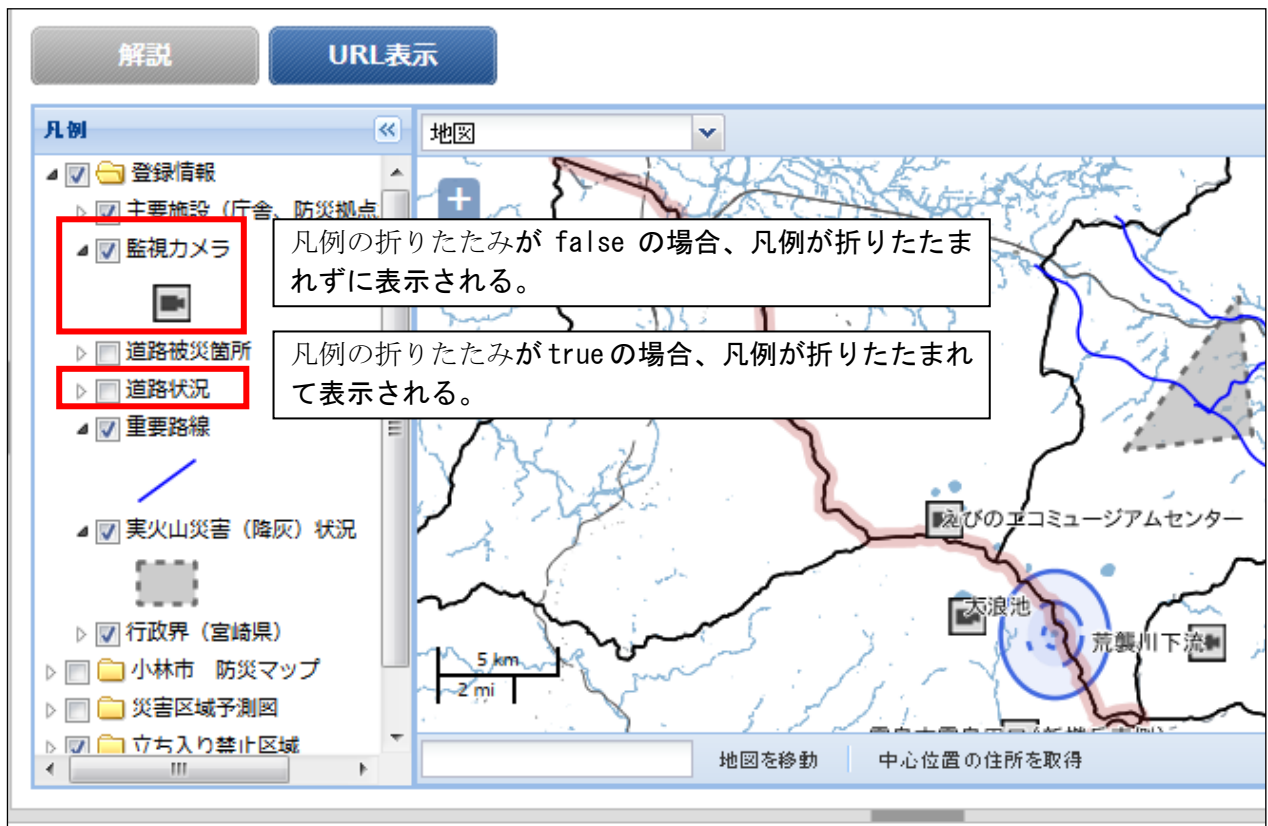 解説
URL表示
凡例
地図
登録情報
主要施設（庁舎、防災拠点
監視カメラ
凡例の折りたたみが false の場合、凡例が折りたたま
れずに表示される。
道路被災箇所
凡例の折りたたみが true の場合、凡例が折りたたまれ
て表示される。
道路状況
重要路線
実火山災害（降灰）状況
行政界（宮崎県）
小林市　防災マップ
災害区域予測図
立ち入り禁止区域
えびのエコミュージアムセンター
大浪池
荒襲川下流
5 km
2 mi
地図を移動
中心位置の住所を取得